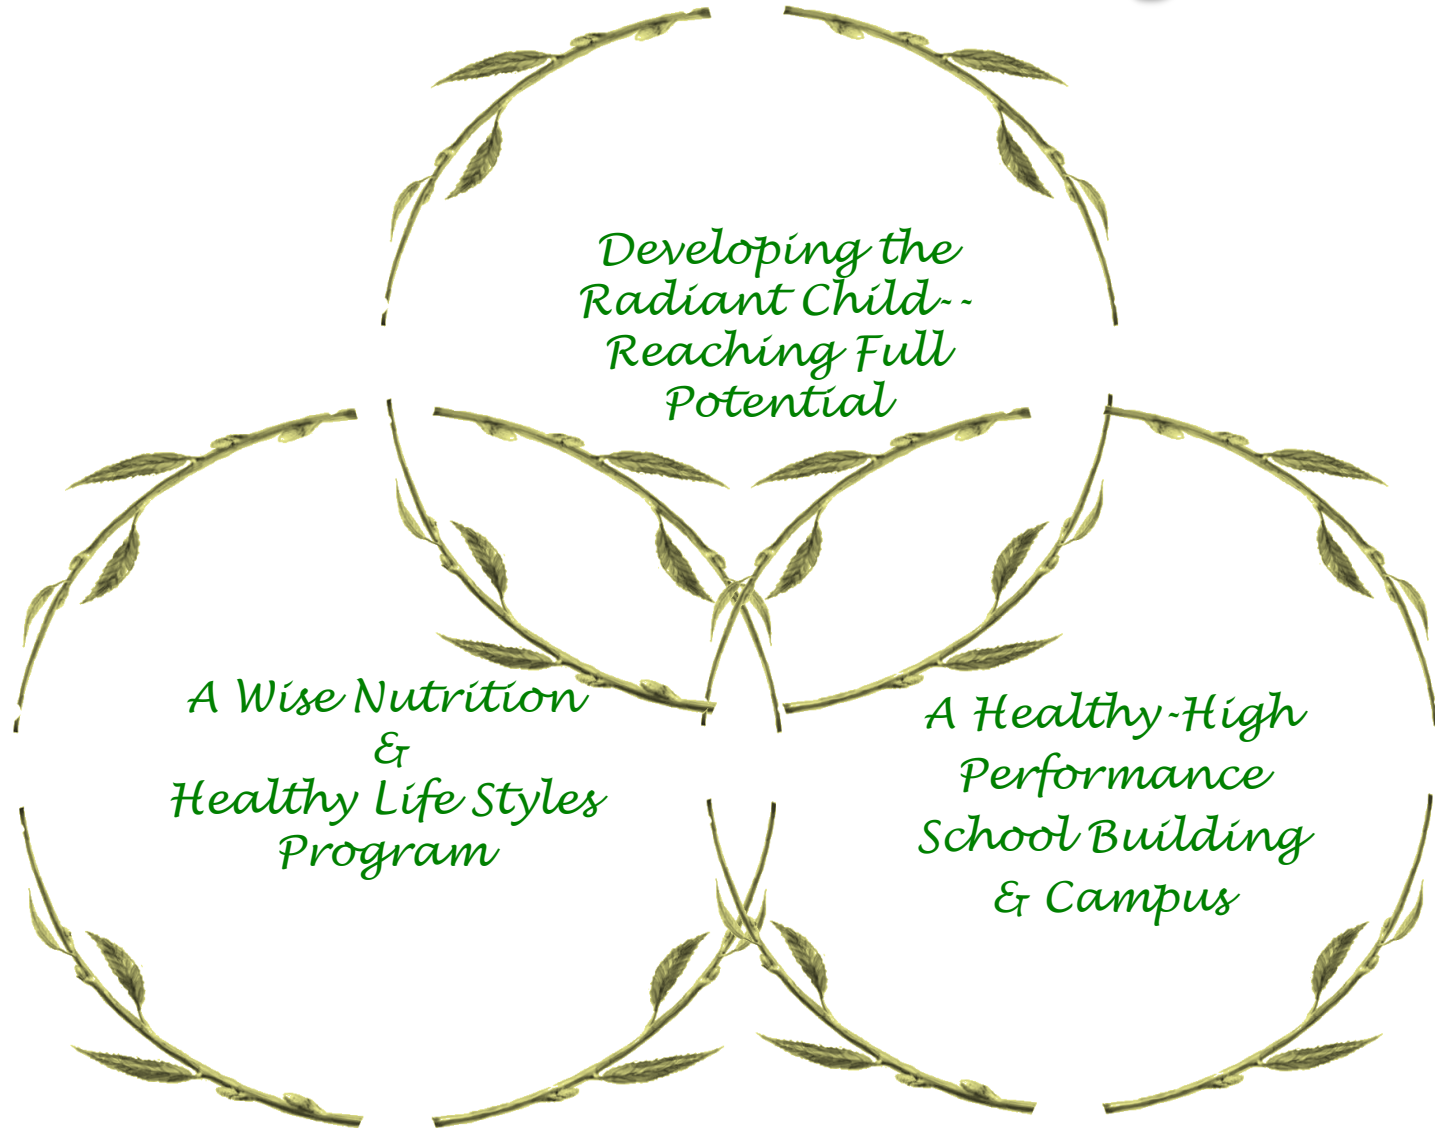 Developing the
Radiant Child--
Reaching Full
Potential
A Wise Nutrition
&
Healthy Life Styles
Program
A Healthy-High
Performance
School Building
& Campus